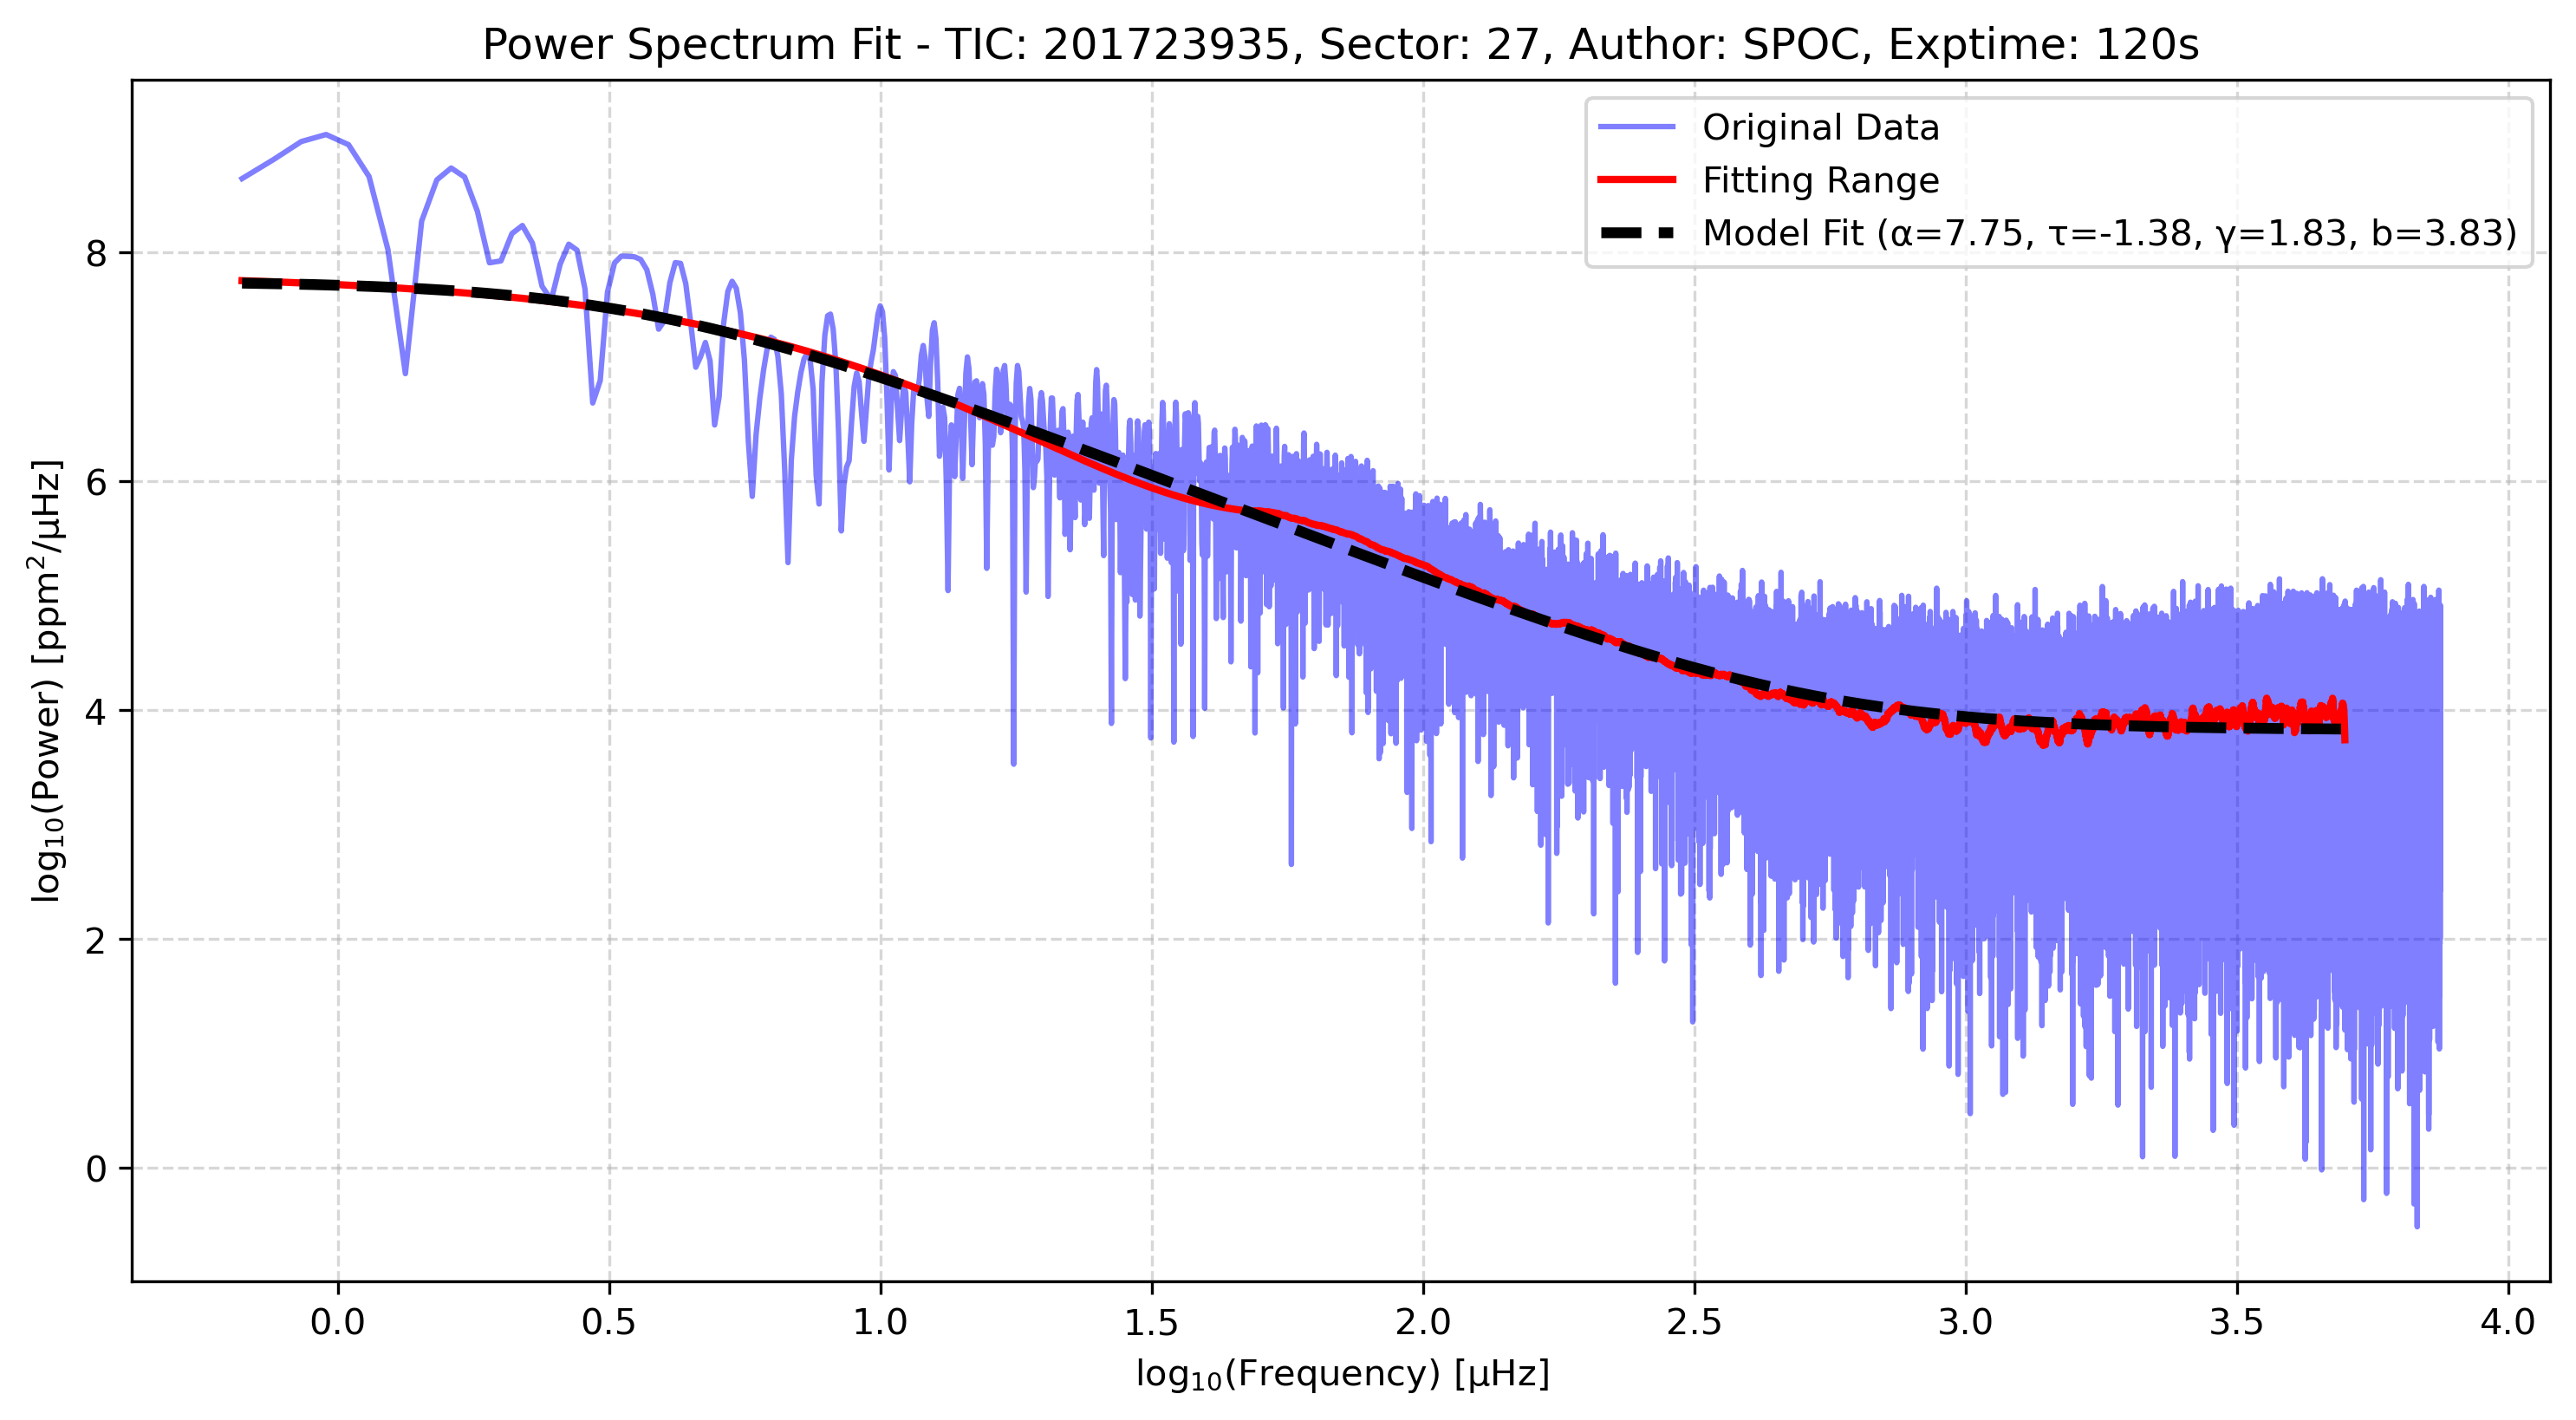 Power Spectrum Fit - TIC: 201723935, Sector: 27, Author: SPOC, Exptime: 120s
Original Data
Fitting Range
Model Fit (α=7.75, τ=-1.38, γ=1.83, b=3.83)
log₁₀(Power) [ppm²/μHz]
8
6
4
2
0
0.0 0.5 1.0 1.5 2.0 2.5 3.0 3.5 4.0
log₁₀(Frequency) [μHz]